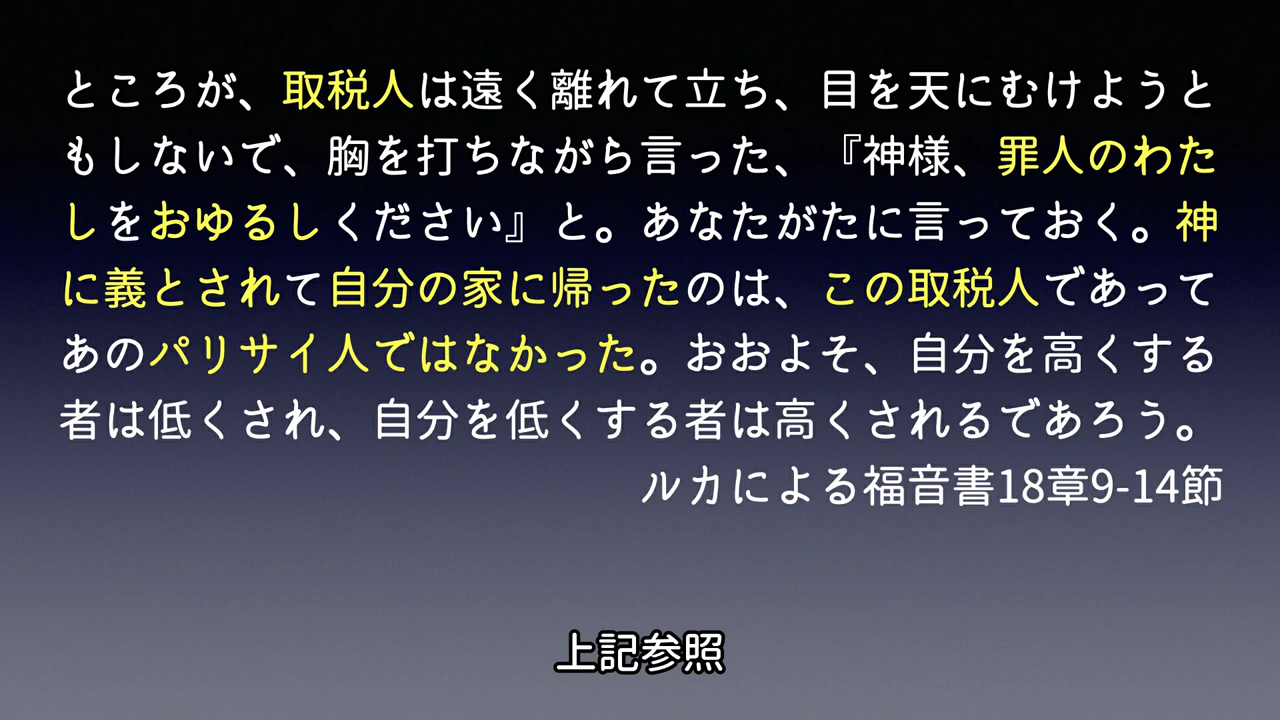 ところが、取税人は遠く離れて立ち、目を天にむけようと
もしないで、胸を打ちながら言った、『神様、罪人のわた
しをおゆるしください』と。あなたがたに言っておく。神
に義とされて自分の家に帰ったのは、この取税人であって
あのパリサイ人ではなかった。おおよそ、自分を高くする
者は低くされ、自分を低くする者は高くされるであろう。
ルカによる福音書18章9-14節
上記参照